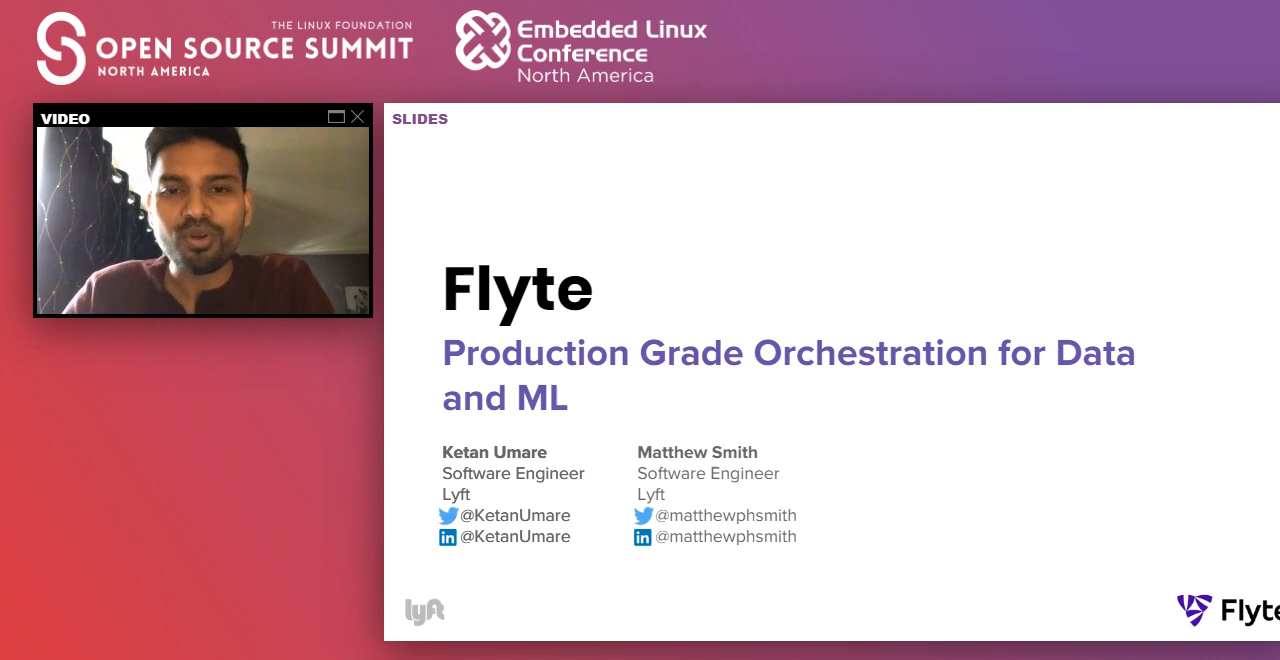 THE LINUX FOUNDATION
OPEN SOURCE SUMMIT
NORTH AMERICA
Embedded Linux
Conference
North America
VIDEO
SLIDES
Flyte
Production Grade Orchestration for Data
and ML
Ketan Umare
Software Engineer
Lyft
@KetanUmare
in @KetanUmare
Matthew Smith
Software Engineer
Lyft
@matthewphsmith
in @matthewphsmith
lyft
Flyte